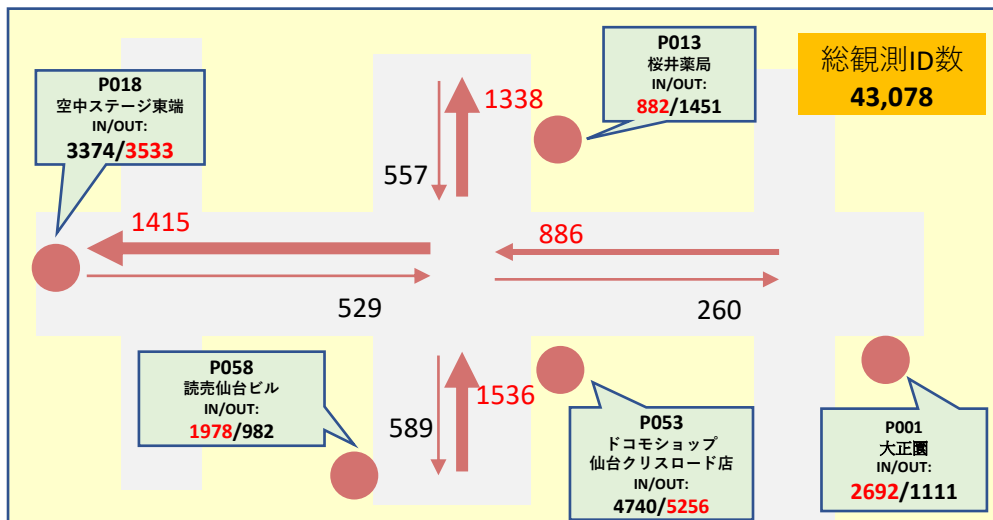 P018
空中ステージ東端
IN/OUT:
3374/3533
P013
桜井薬局
IN/OUT:
882/1451
総観測ID数
43,078
1338
557
1415
886
529
260
P058
読売仙台ビル
IN/OUT:
1978/982
589
1536
P053
ドコモショップ
仙台クリスロード店
IN/OUT:
4740/5256
P001
大正園
IN/OUT:
2692/1111